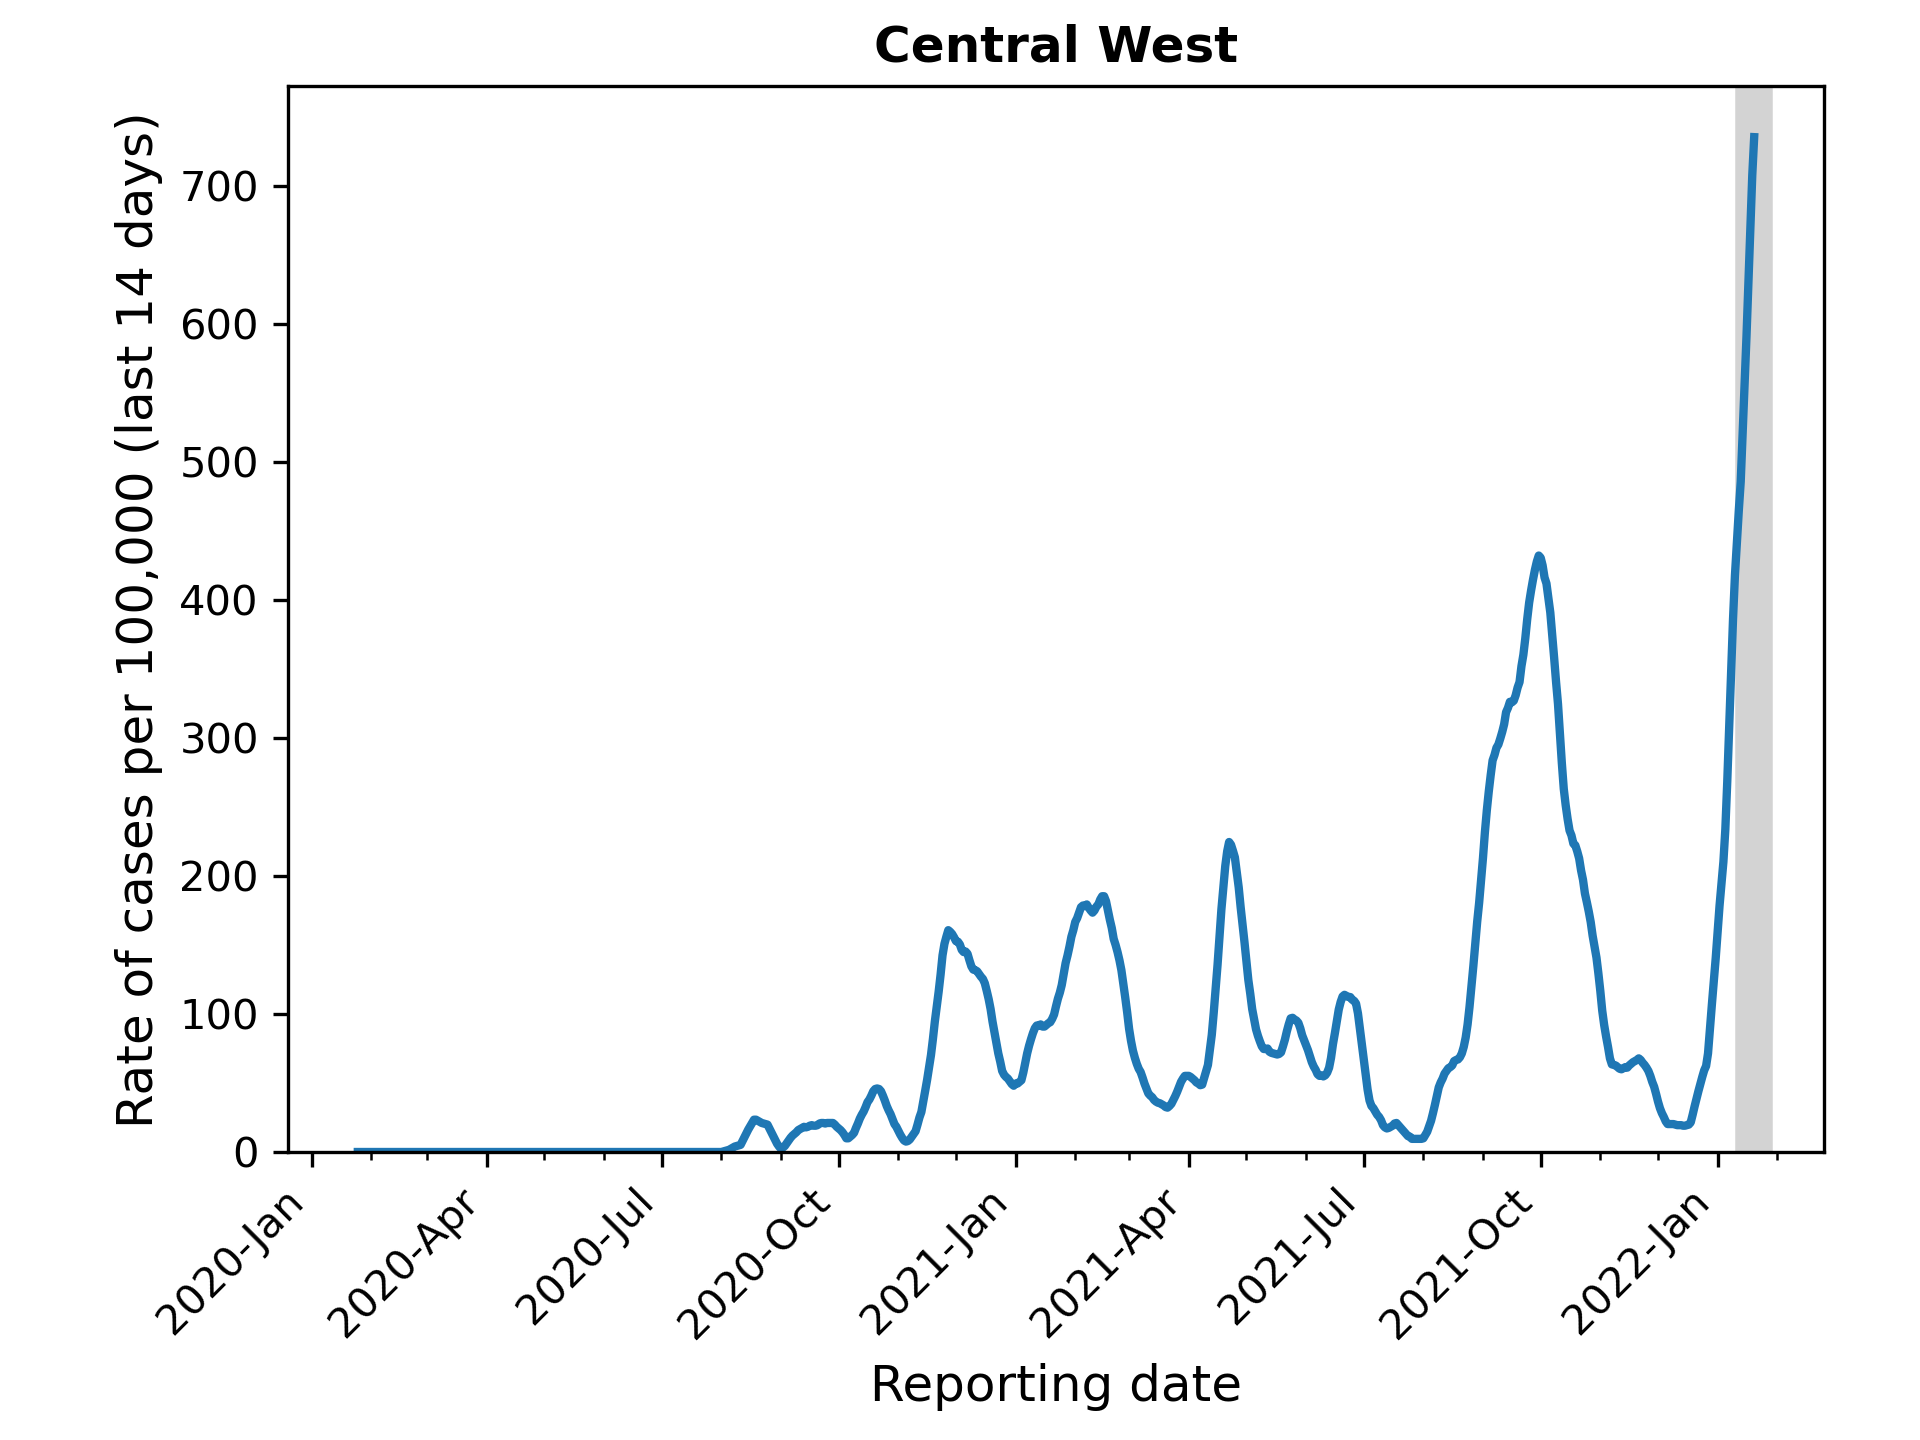 Central West
Rate of cases per 100,000 (last 14 days)
700
600
500
400
300
200
100
0
2020-Jan
2020-Apr
2020-Jul
2020-Oct
2021-Jan
2021-Apr
2021-Jul
2021-Oct
2022-Jan
Reporting date